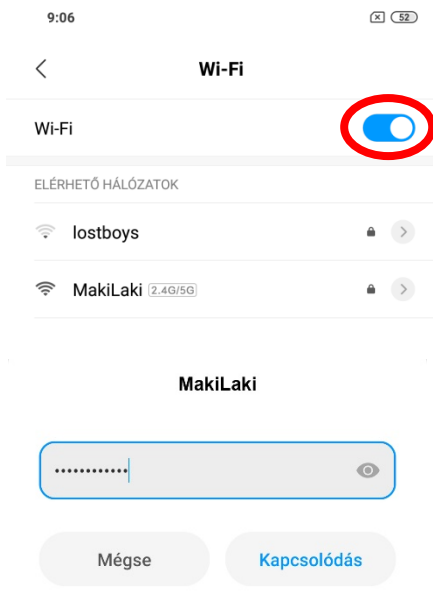 9:06
52
Wi-Fi
Wi-Fi
ELÉRHETŐ HÁLÓZATOK
lostboys
MakiLaki 2.4G/5G
MakiLaki
••••••••••••
Mégse
Kapcsolódás